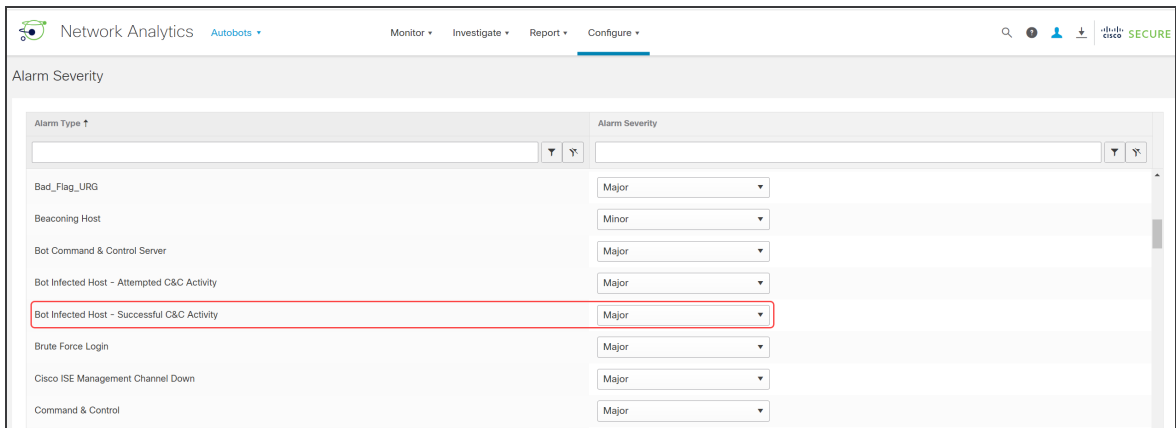 Network Analytics Autobots Monitor Investigate Report Configure cisco SECURE
Alarm Severity
Alarm Type Alarm Severity
Bad_Flag_URG Major
Beaconing Host Minor
Bot Command & Control Server Major
Bot Infected Host - Attempted C&C Activity Major
Bot Infected Host - Successful C&C Activity Major
Brute Force Login Major
Cisco ISE Management Channel Down Major
Command & Control Major